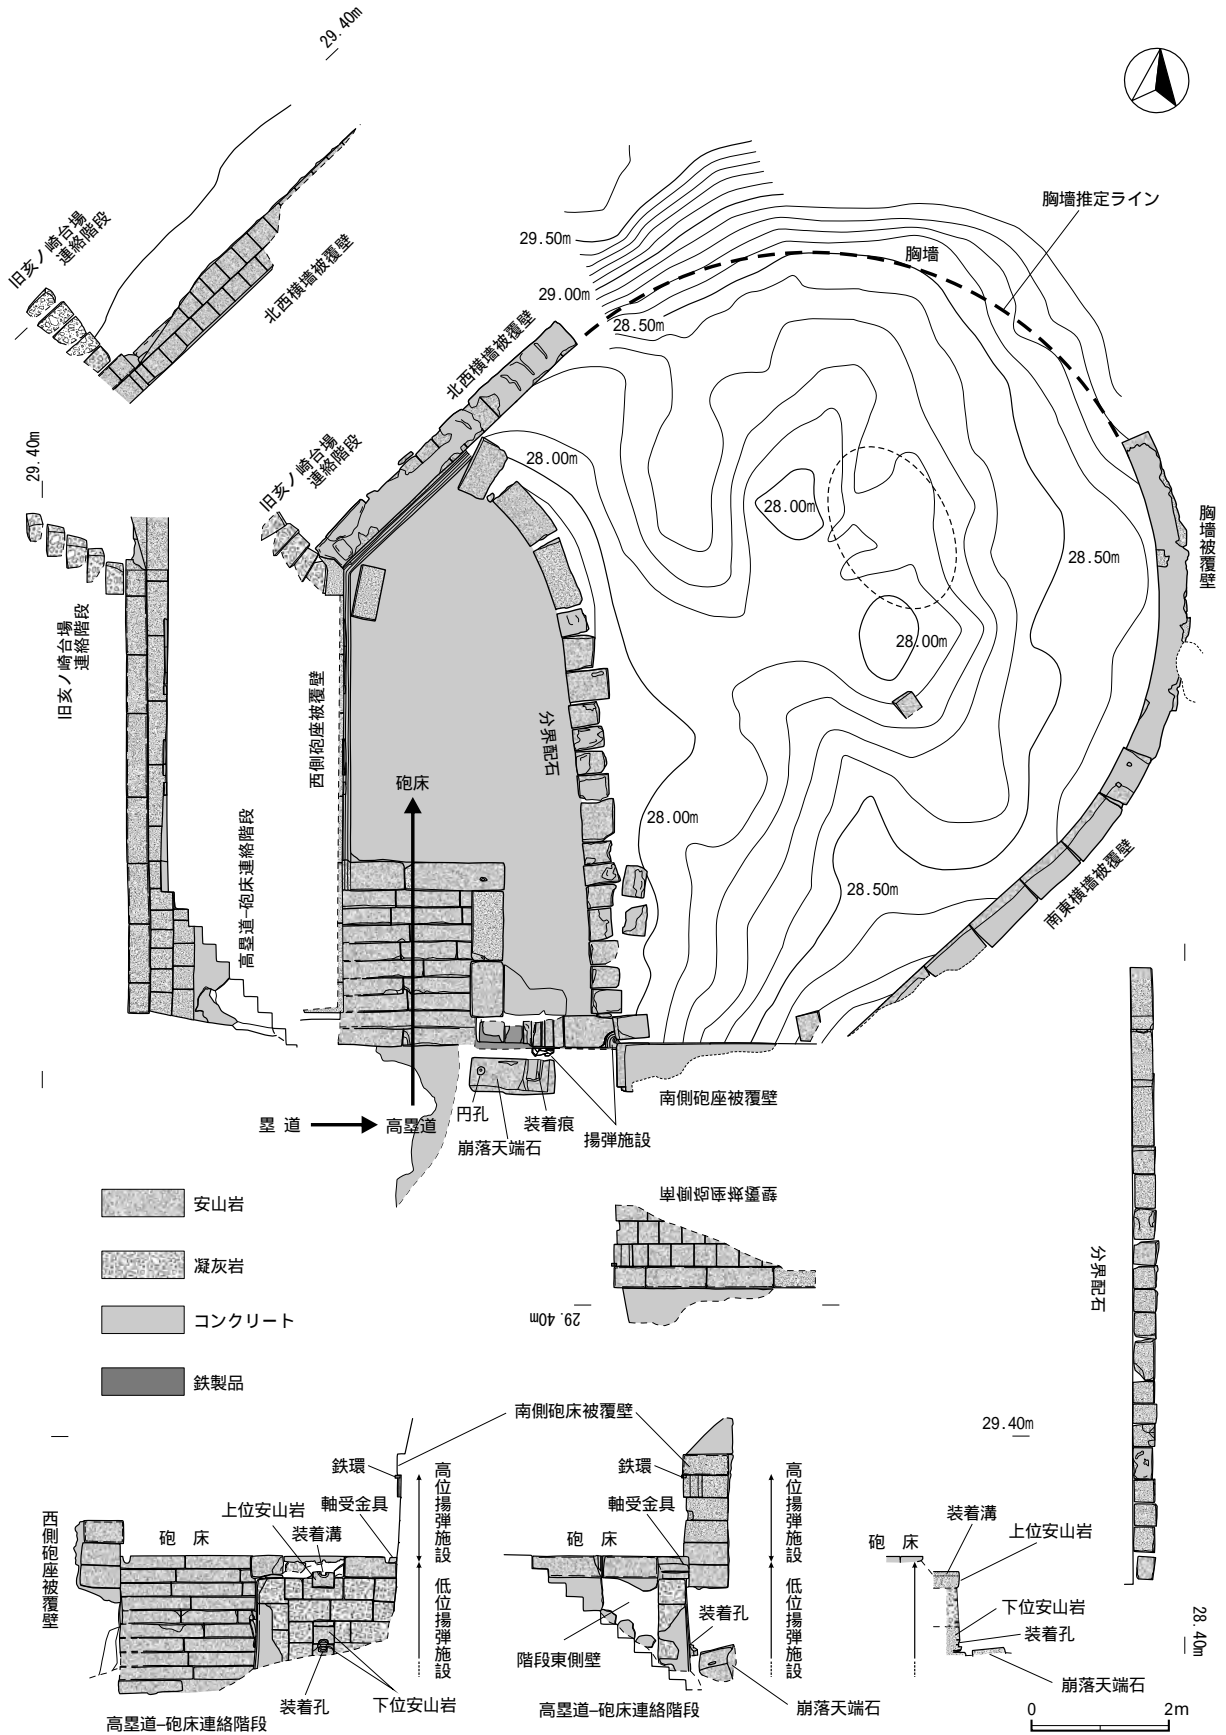 29.40m
胸墻推定ライン
旧亥ノ崎台場
連絡階段
北西横墻被覆壁
29.50m
胸墻
29.00m
28.50m
北西横墻被覆壁
旧亥ノ崎台場
連絡階段
29.40m
28.00m
28.00m
胸墻被覆壁
28.50m
旧亥ノ崎台場
連絡階段
28.00m
西側砲座被覆壁
分界配石
砲床
28.00m
高塁道−砲床連絡階段
28.50m
南東横墻被覆壁
南側砲座被覆壁
円孔
装着痕
塁 道
高塁道
崩落天端石
揚弾施設
安山岩
南側砲座被覆壁
凝灰岩
分界配石
29.40m
コンクリート
鉄製品
南側砲床被覆壁
29.40m
鉄環
高位揚弾施設
鉄環
高位揚弾施設
上位安山岩
軸受金具
軸受金具
西側砲座被覆壁
砲 床
装着溝
砲 床
砲 床
装着溝
上位安山岩
低位揚弾施設
低位揚弾施設
下位安山岩
28.40m
装着孔
装着孔
階段東側壁
装着孔
下位安山岩
崩落天端石
崩落天端石
高塁道−砲床連絡階段
高塁道−砲床連絡階段
0
2m